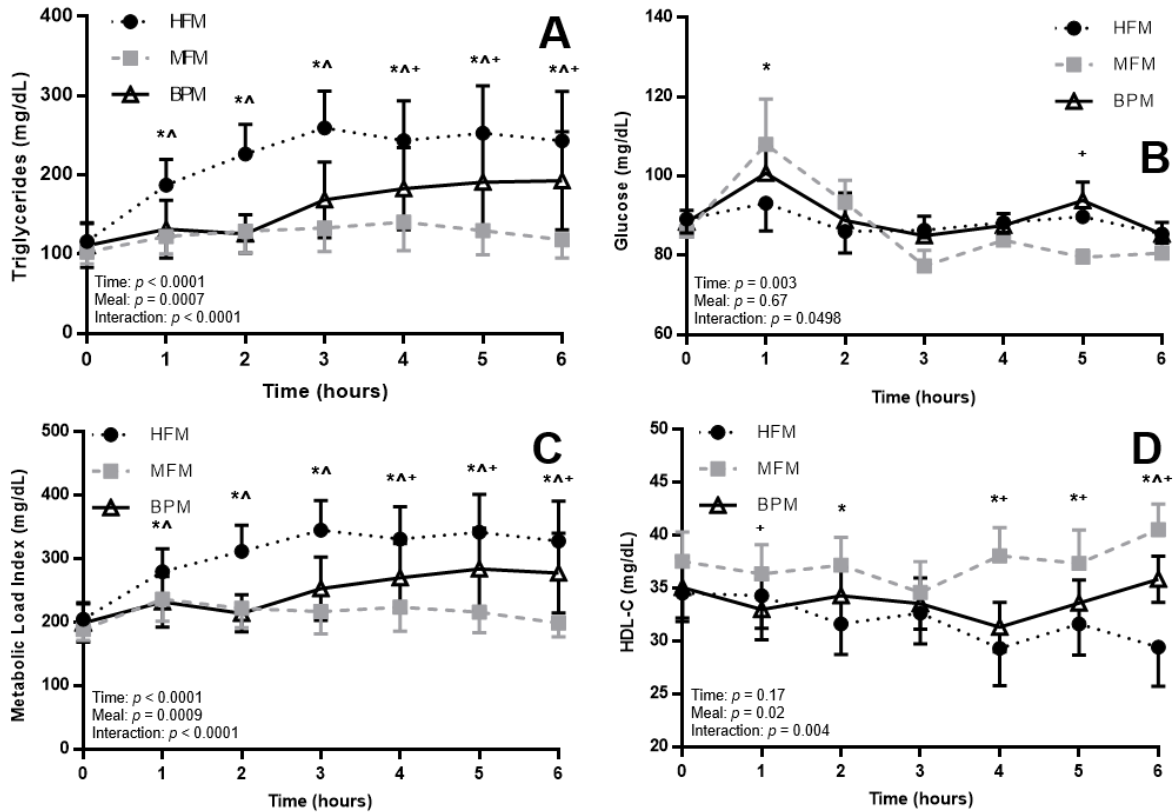 A
HFM
MFM
BPM
Triglycerides (mg/dL)
400
300
200
100
0
*^
*^
*^
*^+
*^+
*^+
Time: p < 0.0001
Meal: p = 0.0007
Interaction: p < 0.0001
0 1 2 3 4 5 6
Time (hours)
B
HFM
MFM
BPM
Glucose (mg/dL)
140
120
100
80
60
*
+
Time: p = 0.003
Meal: p = 0.67
Interaction: p = 0.0498
0 1 2 3 4 5 6
Time (hours)
C
HFM
MFM
BPM
Metabolic Load Index (mg/dL)
500
400
300
200
100
0
*^
*^
*^
*^+
*^+
*^+
Time: p < 0.0001
Meal: p = 0.0009
Interaction: p < 0.0001
0 1 2 3 4 5 6
Time (hours)
D
HFM
MFM
BPM
HDL-C (mg/dL)
50
45
40
35
30
25
20
+
*
*+
*+
*^+
Time: p = 0.17
Meal: p = 0.02
Interaction: p = 0.004
0 1 2 3 4 5 6
Time (hours)